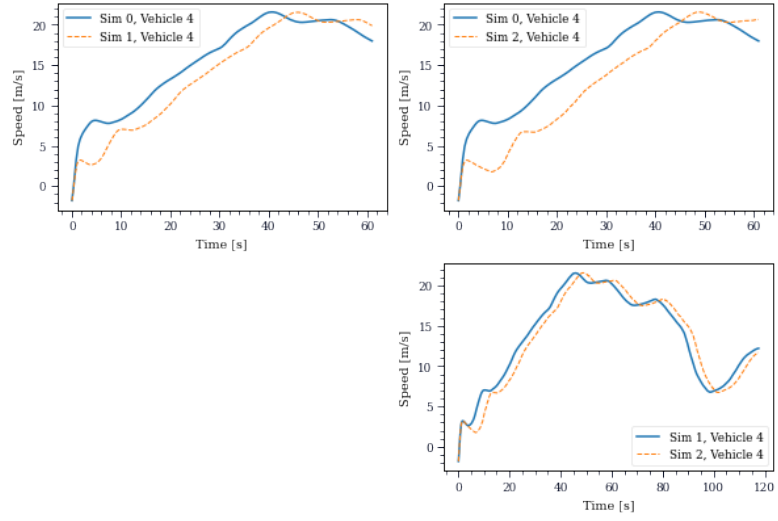 Sim 0, Vehicle 4
Sim 1, Vehicle 4
Speed [m/s]
20
15
10
5
0
0 10 20 30 40 50 60
Time [s]
Sim 0, Vehicle 4
Sim 2, Vehicle 4
Speed [m/s]
20
15
10
5
0
0 10 20 30 40 50 60
Time [s]
Speed [m/s]
20
15
10
5
0
Sim 1, Vehicle 4
Sim 2, Vehicle 4
0 20 40 60 80 100 120
Time [s]